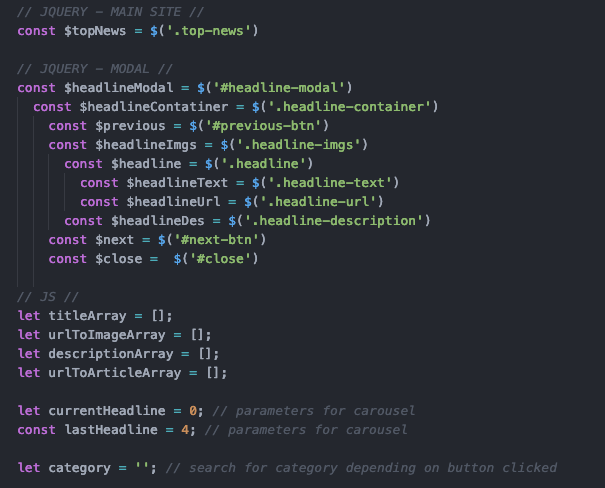 // JQUERY – MAIN SITE //
const $topNews = $('.top-news')
// JQUERY – MODAL //
const $headlineModal = $('#headline-modal')
const $headlineContatiner = $('.headline-container')
const $previous = $('#previous-btn')
const $headlineImgs = $('.headline-imgs')
const $headline = $('.headline')
const $headlineText = $('.headline-text')
const $headlineUrl = $('.headline-url')
const $headlineDes = $('.headline-description')
const $next = $('#next-btn')
const $close =  $('#close')
// JS //
let titleArray = [];
let urlToImageArray = [];
let descriptionArray = [];
let urlToArticleArray = [];
let currentHeadline = 0; // parameters for carousel
const lastHeadline = 4; // parameters for carousel
let category = ''; // search for category depending on button clicked